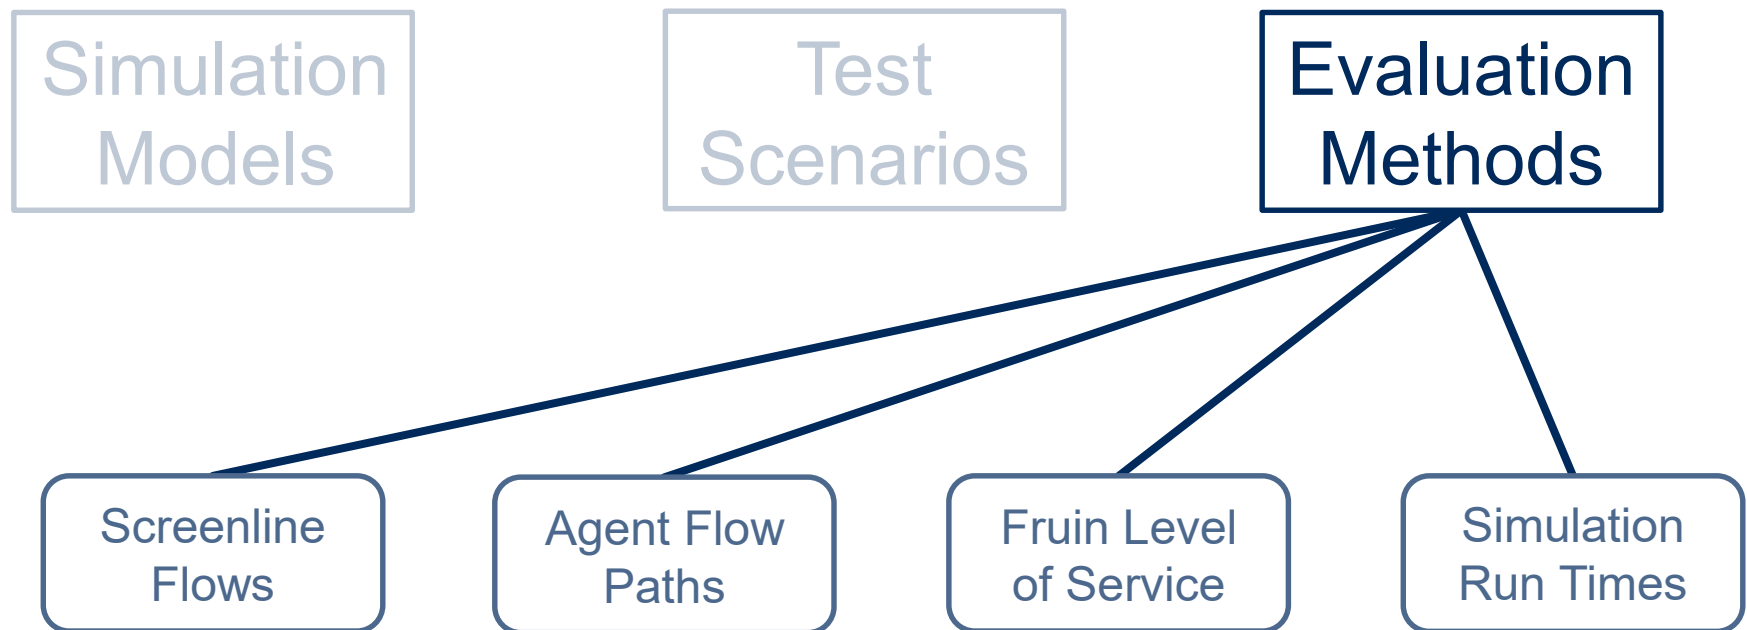 Simulation
Models
Test
Scenarios
Evaluation
Methods
Screenline
Flows
Agent Flow
Paths
Fruin Level
of Service
Simulation
Run Times